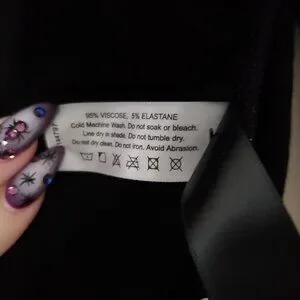 95% VISCOSE, 5% ELASTANE
Cold Machine Wash. Do not soak or bleach.
Line dry in shade. Do not tumble dry.
Do not dry clean. Do not iron. Avoid Abrasion.